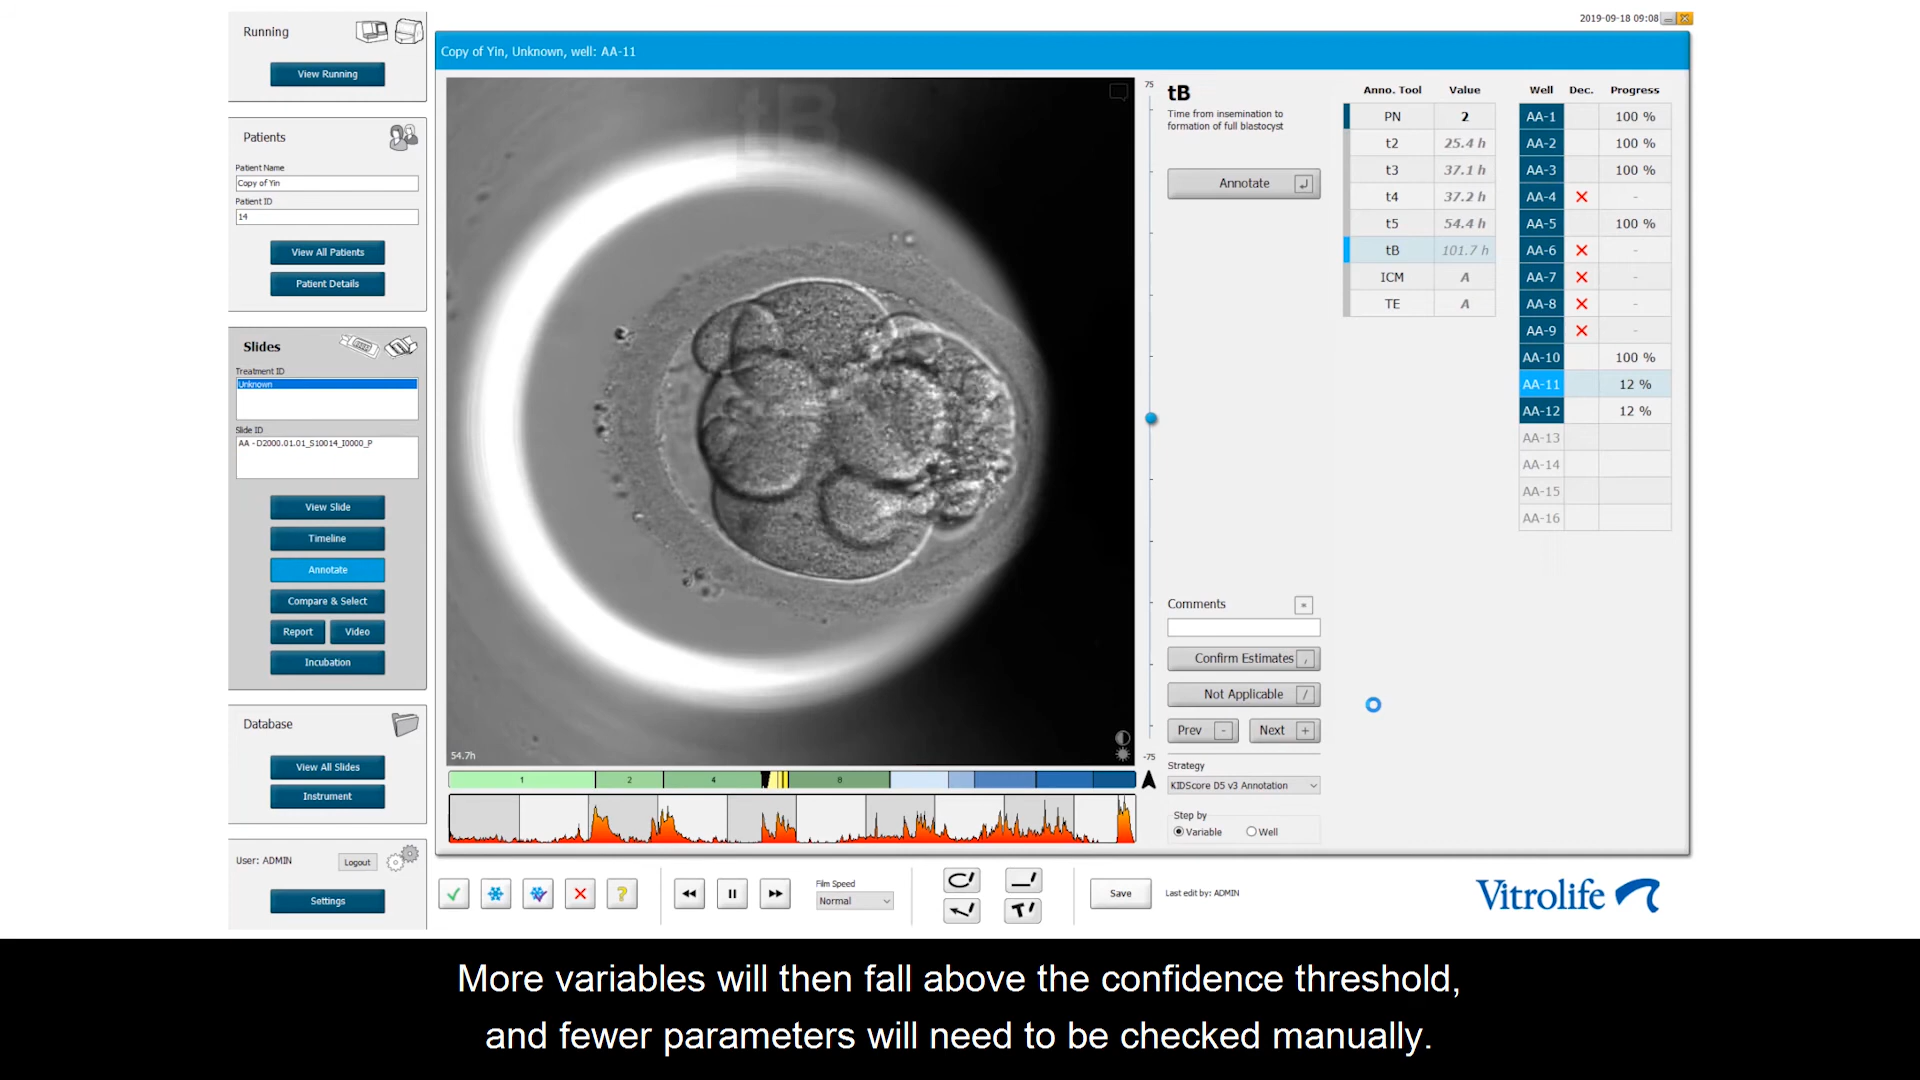 Running
View Running
Patients
Patient Name
Copy of Yin
Patient ID
14
View All Patients
Patient Details
Slides
Treatment ID
Unknown
Slide ID
AA - D2000.01.01_S10014_I0000_P
View Slide
Timeline
Annotate
Compare & Select
Report Video
Incubation
Database
View All Slides
Instrument
User: ADMIN Logout
Settings
2019-09-18 09:08
Copy of Yin, Unknown, well: AA-11
tB
54.7h
1 2 4 8
75
-75
tB
Time from insemination to
formation of full blastocyst
Annotate
Comments
Confirm Estimates ,
Not Applicable /
Prev - Next +
Strategy
KIDScore D5 v3 Annotation
Step by
Variable Well
Anno. Tool Value
PN 2
t2 25.4 h
t3 37.1 h
t4 37.2 h
t5 54.4 h
tB 101.7 h
ICM A
TE A
Well Dec. Progress
AA-1 100 %
AA-2 100 %
AA-3 100 %
AA-4 -
AA-5 100 %
AA-6 -
AA-7 -
AA-8 -
AA-9 -
AA-10 100 %
AA-11 12 %
AA-12 12 %
AA-13
AA-14
AA-15
AA-16
Film Speed
Normal
Save Last edit by: ADMIN
Vitrolife
More variables will then fall above the confidence threshold,
and fewer parameters will need to be checked manually.